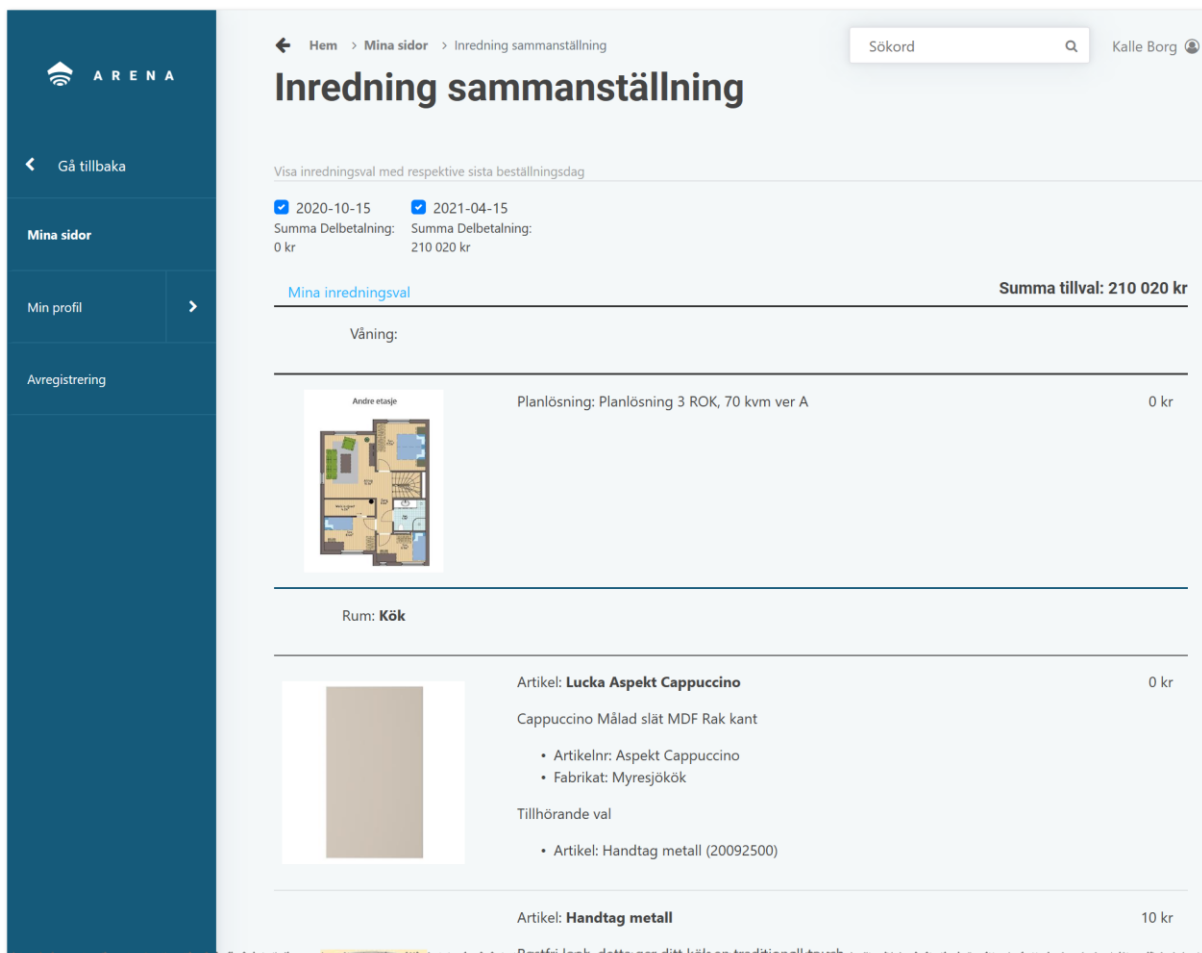 ARENA
Gå tillbaka
Mina sidor
Min profil
Avregistrering
Hem > Mina sidor > Inredning sammanställning
Sökord
Kalle Borg
Inredning sammanställning
Visa inredningsval med respektive sista beställningsdag
2020-10-15
Summa Delbetalning:
0 kr
2021-04-15
Summa Delbetalning:
210 020 kr
Mina inredningsval
Summa tillval: 210 020 kr
Våning:
Andre etasje
Planlösning: Planlösning 3 ROK, 70 kvm ver A
0 kr
Rum: Kök
Artikel: Lucka Aspekt Cappuccino
0 kr
Cappuccino Målad slät MDF Rak kant
• Artikelnr: Aspekt Cappuccino
• Fabrikat: Myresjökök
Tillhörande val
• Artikel: Handtag metall (20092500)
Artikel: Handtag metall
10 kr